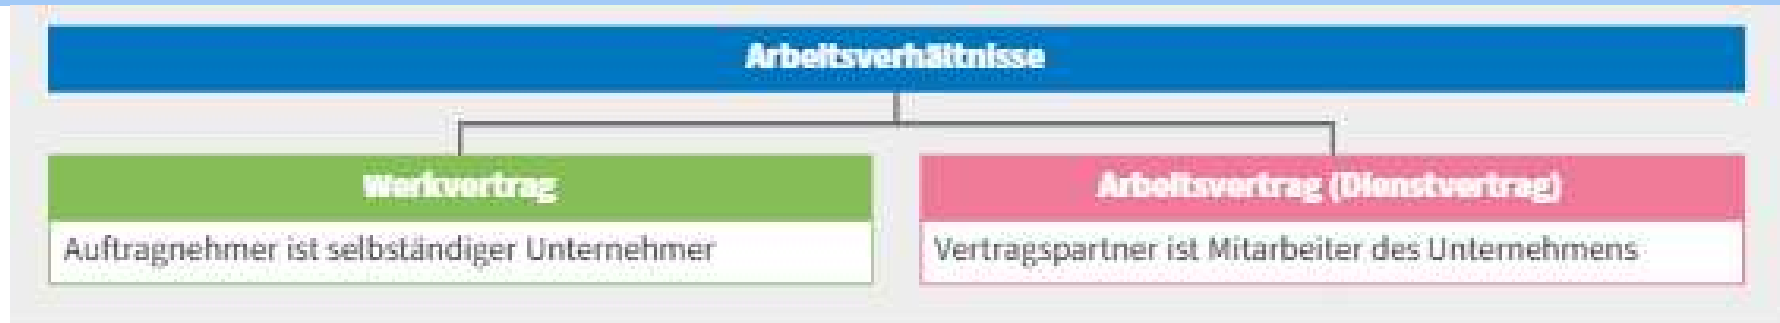 Arbeitsverhältnisse
Werkvertrag
Auftragnehmer ist selbständiger Unternehmer
Arbeitsvertrag (Dienstvertrag)
Vertragspartner ist Mitarbeiter des Unternehmens